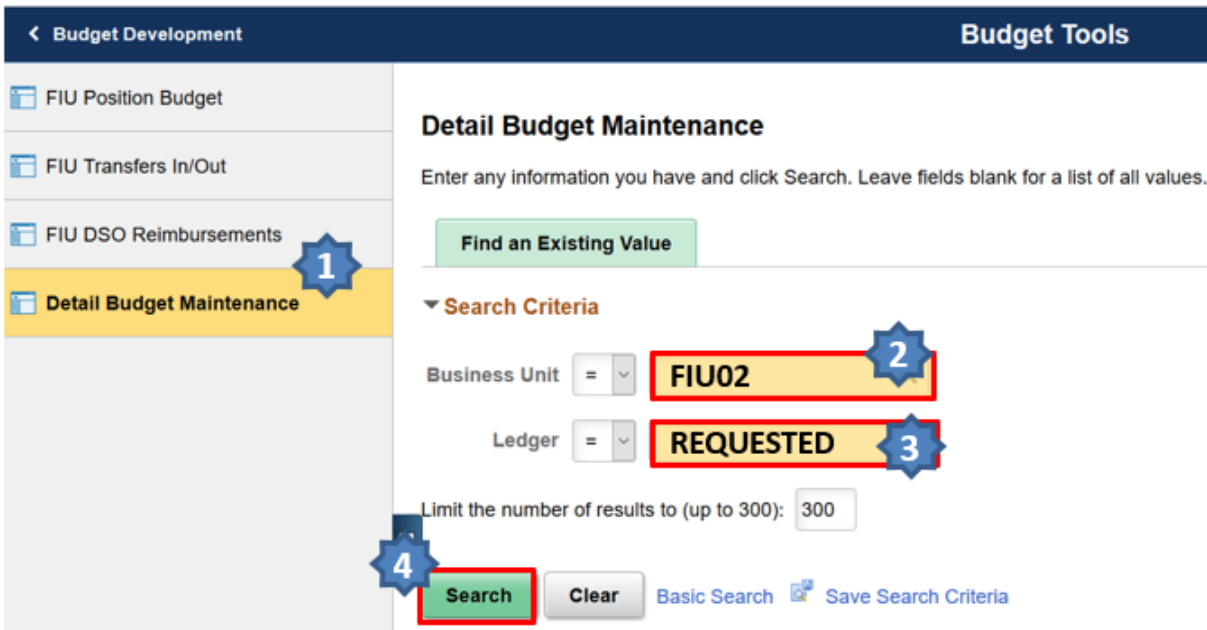 Budget Development
Budget Tools
FIU Position Budget
FIU Transfers In/Out
FIU DSO Reimbursements
1
Detail Budget Maintenance
Detail Budget Maintenance
Enter any information you have and click Search. Leave fields blank for a list of all values.
Find an Existing Value
Search Criteria
Business Unit = FIU02 2
Ledger = REQUESTED 3
Limit the number of results to (up to 300): 300
4
Search Clear Basic Search Save Search Criteria